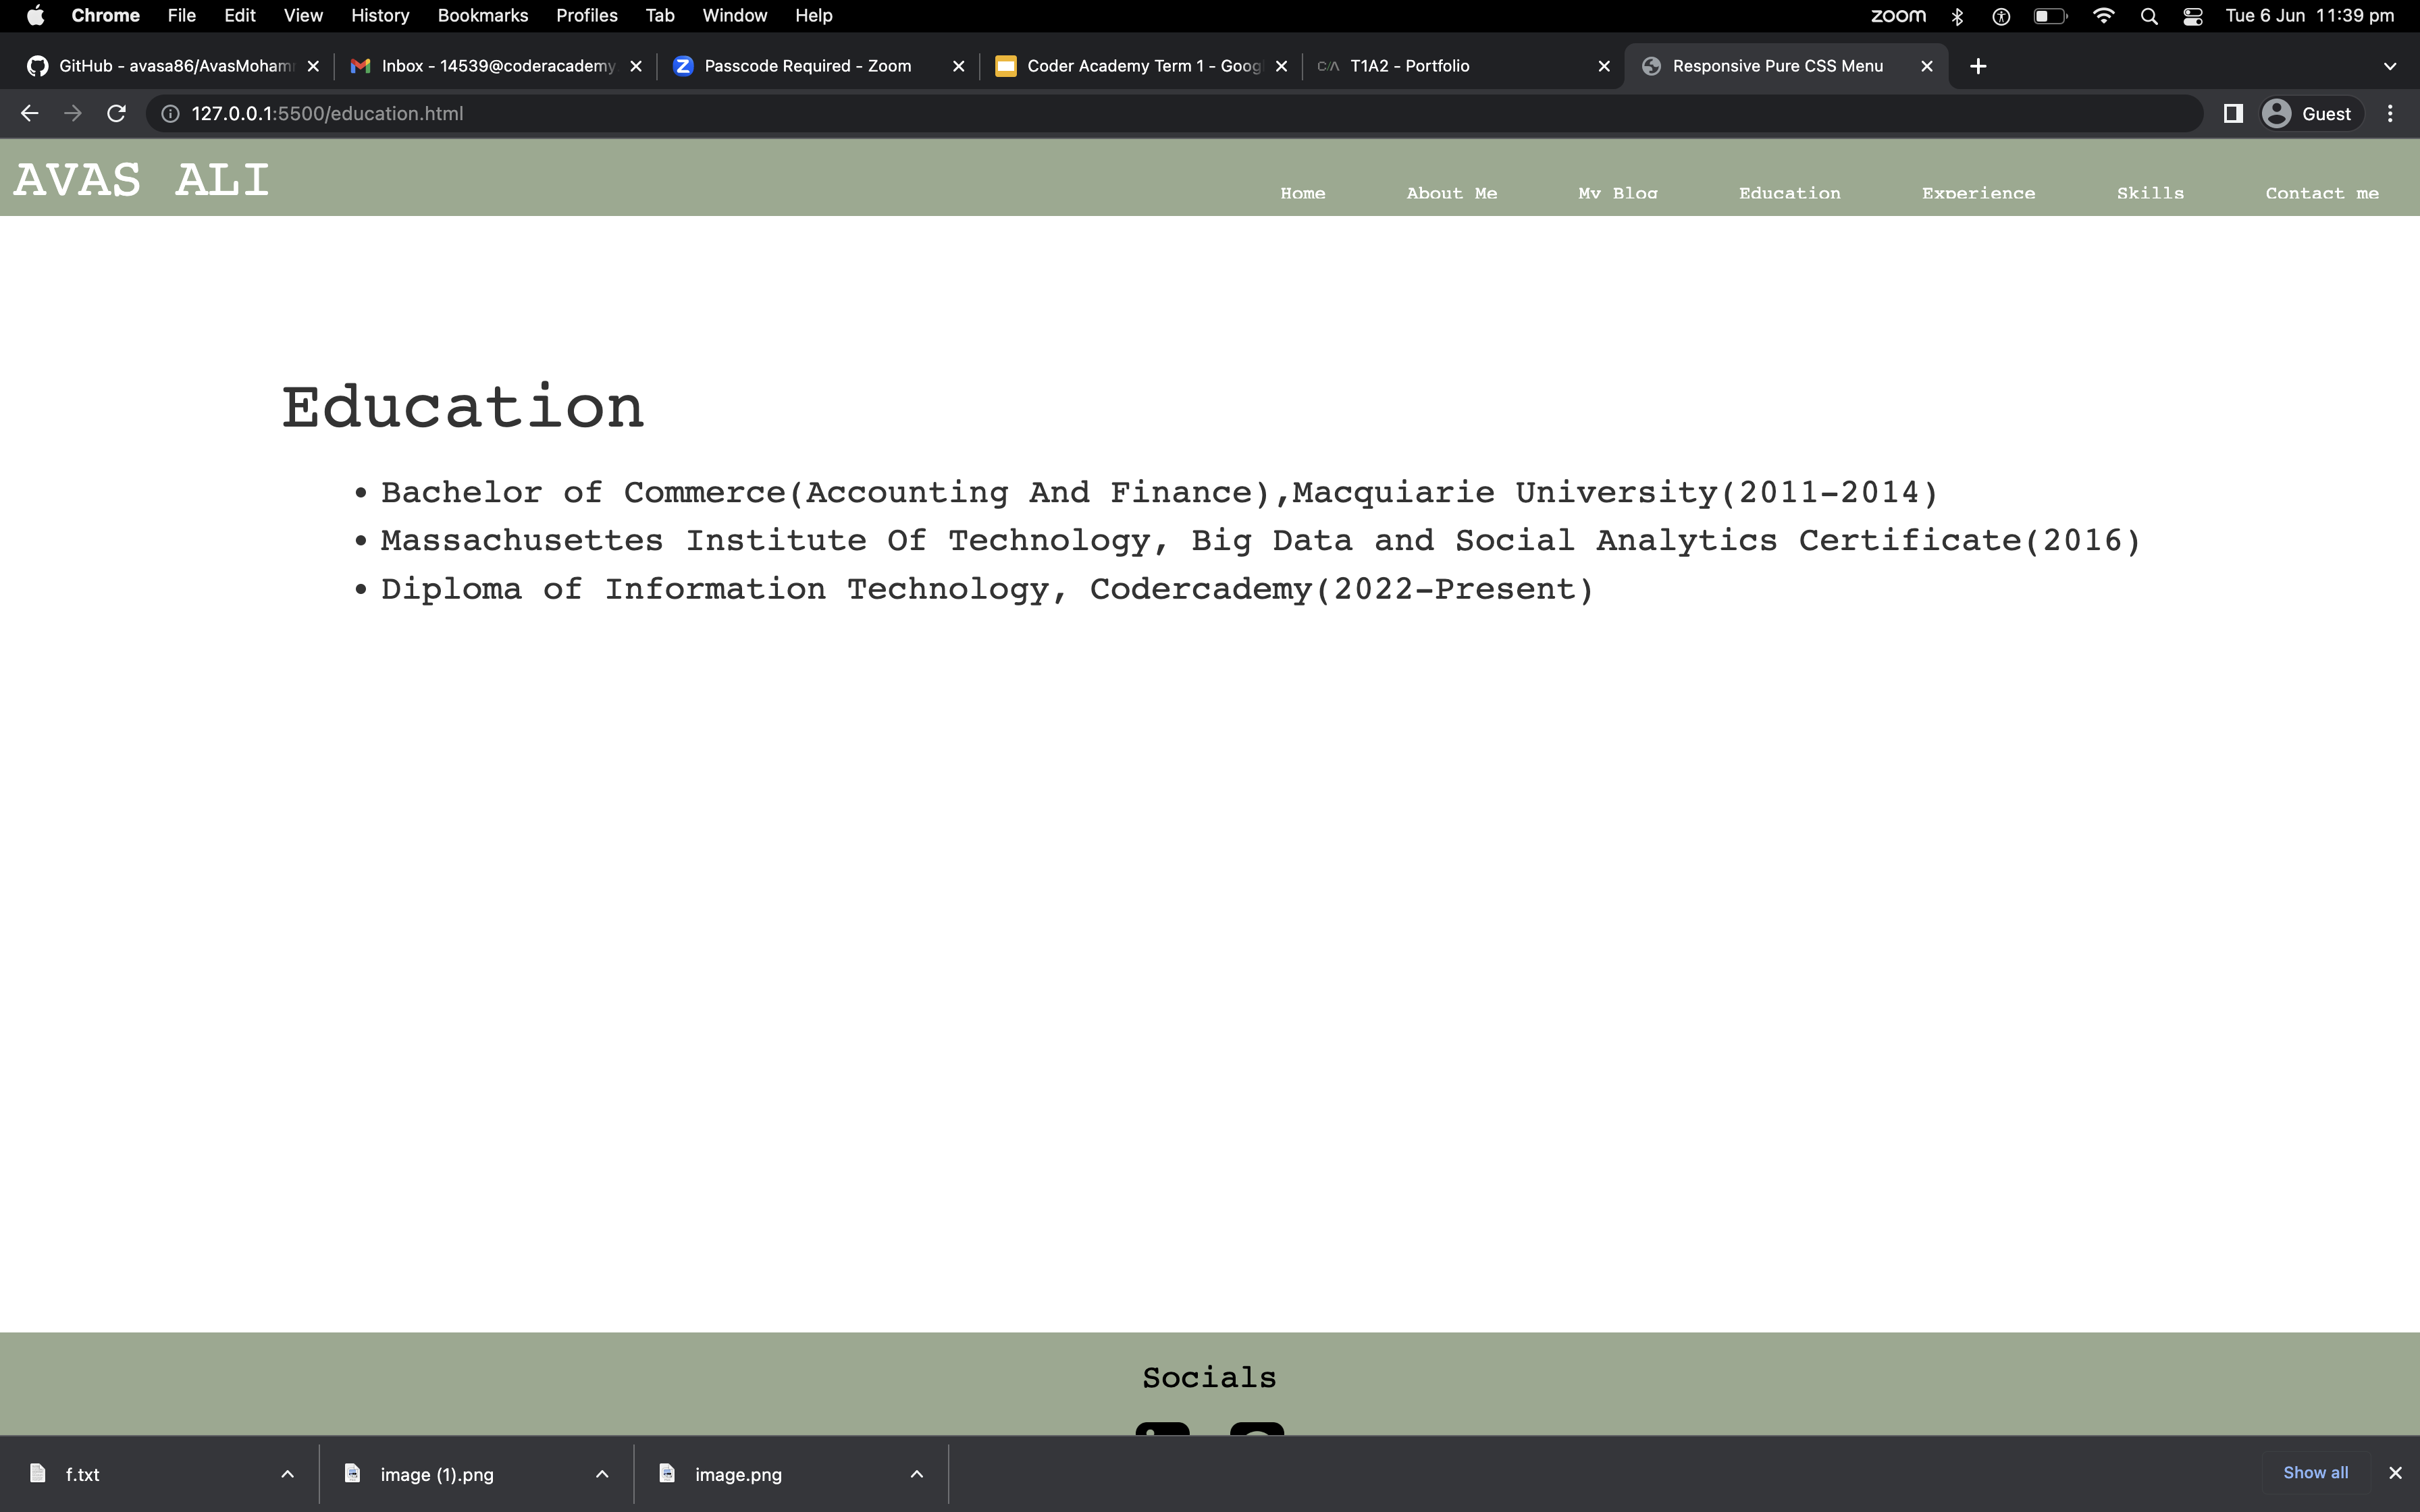 Chrome File Edit View History Bookmarks Profiles Tab Window Help zoom Tue 6 Jun 11:39 pm
GitHub - avasa86/AvasMoham Inbox - 14539@coderacademy. Passcode Required - Zoom Coder Academy Term 1 - Goog C/Λ T1A2 - Portfolio Responsive Pure CSS Menu
127.0.0.1:5500/education.html Guest
AVAS ALI Home About Me My Blog Education Experience Skills Contact me
Education
• Bachelor of Commerce(Accounting And Finance),Macquiarie University(2011-2014)
• Massachusettes Institute Of Technology, Big Data and Social Analytics Certificate(2016)
• Diploma of Information Technology, Codercademy(2022-Present)
Socials
f.txt image (1).png image.png Show all